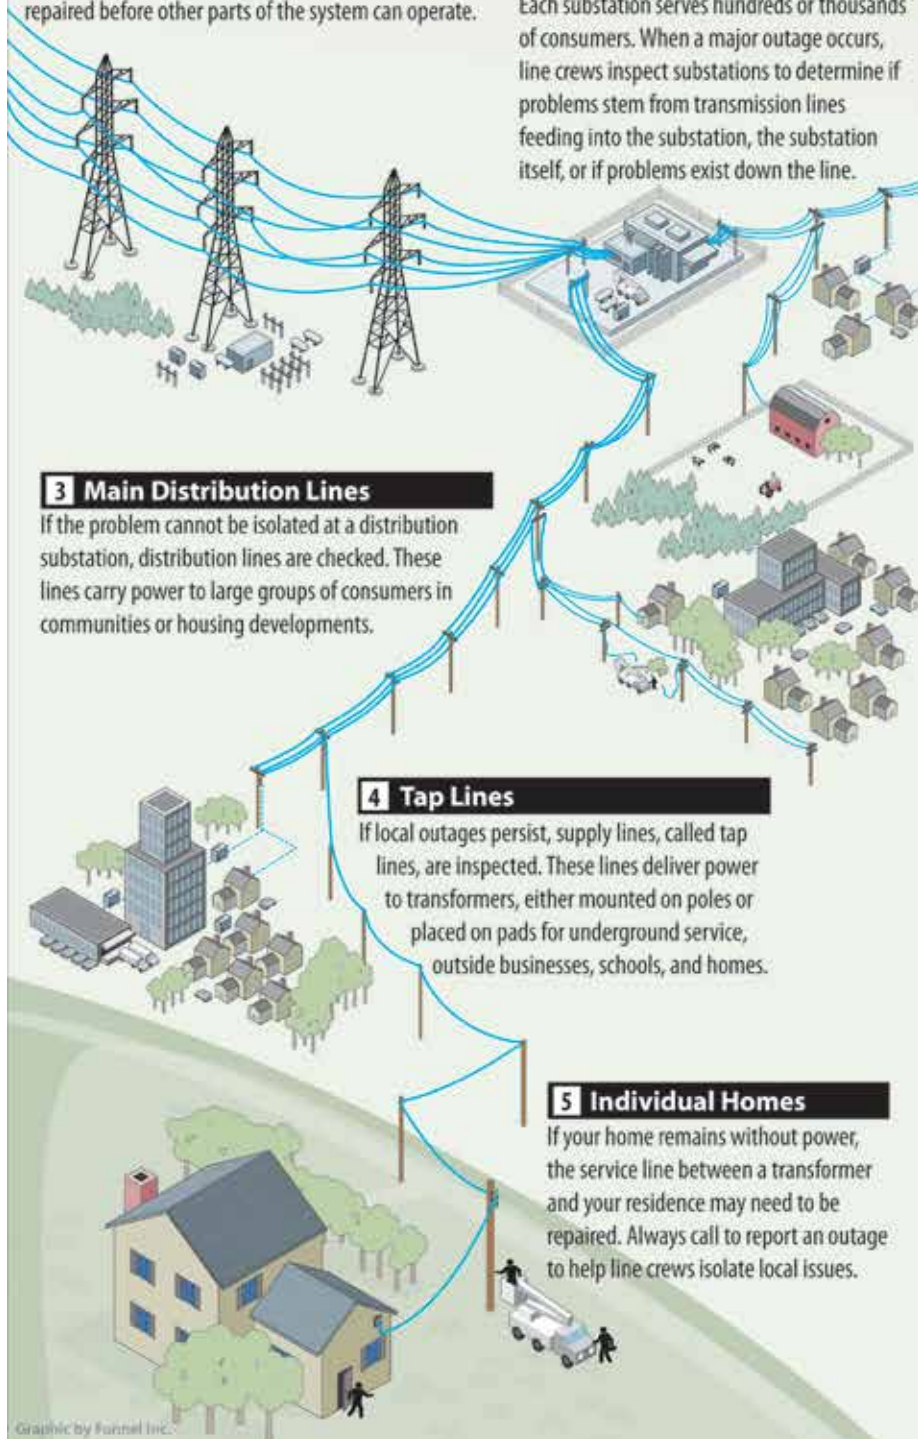 repaired before other parts of the system can operate.
Each substation serves hundreds or thousands
of consumers. When a major outage occurs,
line crews inspect substations to determine if
problems stem from transmission lines
feeding into the substation, the substation
itself, or if problems exist down the line.
3 Main Distribution Lines
If the problem cannot be isolated at a distribution
substation, distribution lines are checked. These
lines carry power to large groups of consumers in
communities or housing developments.
4 Tap Lines
If local outages persist, supply lines, called tap
lines, are inspected. These lines deliver power
to transformers, either mounted on poles or
placed on pads for underground service,
outside businesses, schools, and homes.
5 Individual Homes
If your home remains without power,
the service line between a transformer
and your residence may need to be
repaired. Always call to report an outage
to help line crews isolate local issues.
Graphic by Funnel Inc.